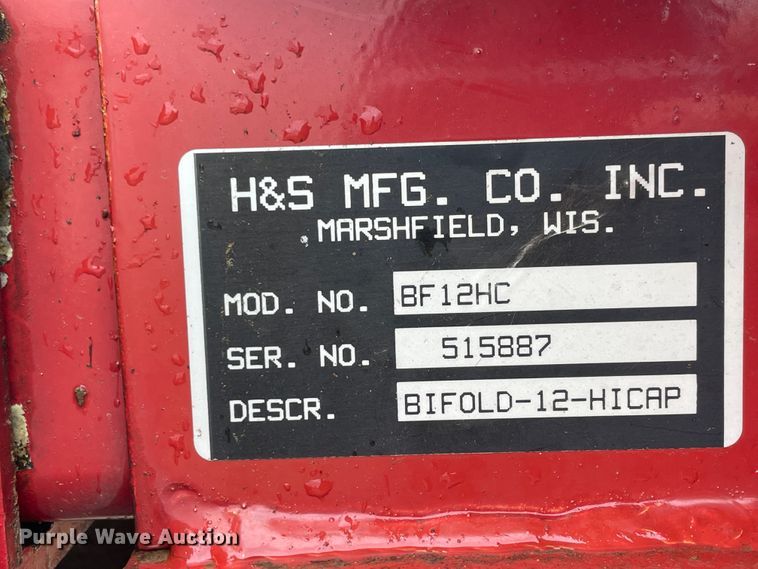 H&S MFG. CO. INC.
MARSHFIELD, WIS.
MOD. NO. BF12HC
SER. NO. 515887
DESCR. BIFOLD-12-HICAP
Purple Wave Auction